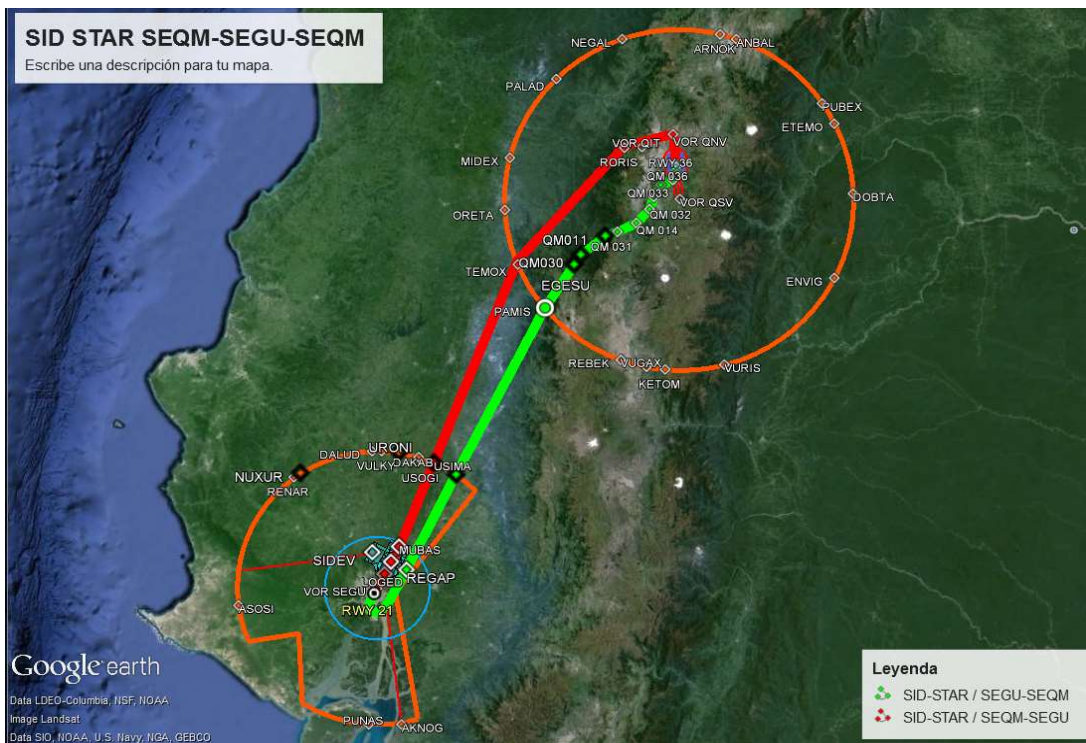 SID STAR SEQM-SEGU-SEQM
Escribe una descripción para tu mapa.
NEGAL
ARNOK
ANBAL
PALAD
PUBEX
ETEMO
VOR QIT
VOR QNV
MIDEX
RORIS
RWY 36
QM 036
QM 033
VOR QSV
DOBTA
ORETA
QM 032
QM 014
QM011
QM 031
TEMOX
QM030
EGESU
ENVIG
PAMIS
REBEK
VUGAX
VURIS
KETOM
URONI
DALUD
VULKY
DAKAB
USIMA
USOGI
NUXUR
RENAR
MUBAS
SIDEV
LOGED
REGAP
VOR SEGU
RWY 21
ASOSI
PUNAS
AKNOG
Google earth
Data LDEO-Columbia, NSF, NOAA
Image Landsat
Data SIO, NOAA, U.S. Navy, NGA, GEBCO
Leyenda
SID-STAR / SEGU-SEQM
SID-STAR / SEQM-SEGU